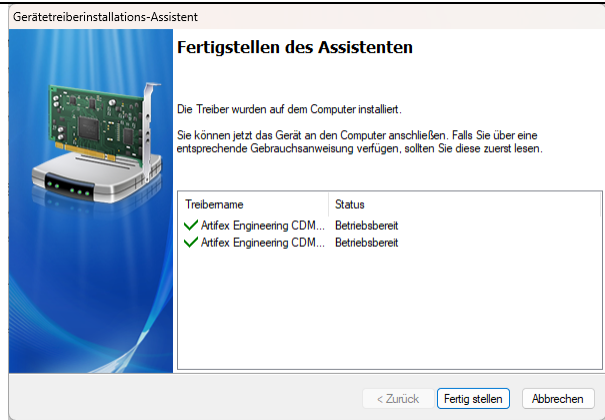 Gerätetreiberinstallations-Assistent
Fertigstellen des Assistenten
Die Treiber wurden auf dem Computer installiert.
Sie können jetzt das Gerät an den Computer anschließen. Falls Sie über eine
entsprechende Gebrauchsanweisung verfügen, sollten Sie diese zuerst lesen.
Treibername Status
Artifex Engineering CDM... Betriebsbereit
Artifex Engineering CDM... Betriebsbereit
< Zurück Fertig stellen Abbrechen